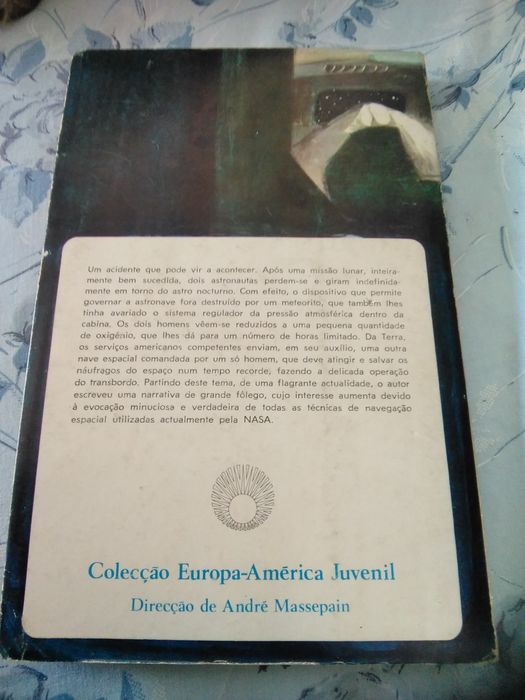 Um acidente que pode vir a acontecer. Após uma missão lunar, inteira-
mente bem sucedida, dois astronautas perdem-se e giram indefinida-
mente em torno do astro nocturno. Com efeito, o dispositivo que permite
governar a astronave fora destruído por um meteorito, que também lhes
tinha avariado o sistema regulador da pressão atmosférica dentro da
cabina. Os dois homens vêem-se reduzidos a uma pequena quantidade
de oxigénio, que lhes dá para um número de horas limitado. Da Terra,
os serviços americanos competentes enviam, em seu auxílio, uma outra
nave espacial comandada por um só homem, que deve atingir e salvar os
náufragos do espaço num tempo recorde, fazendo a delicada operação
do transbordo. Partindo deste tema, de uma flagrante actualidade, o autor
escreveu uma narrativa de grande fôlego, cujo interesse aumenta devido
à evocação minuciosa e verdadeira de todas as técnicas de navegação
espacial utilizadas actualmente pela NASA.
Colecção Europa-América Juvenil
Direcção de André Massepain